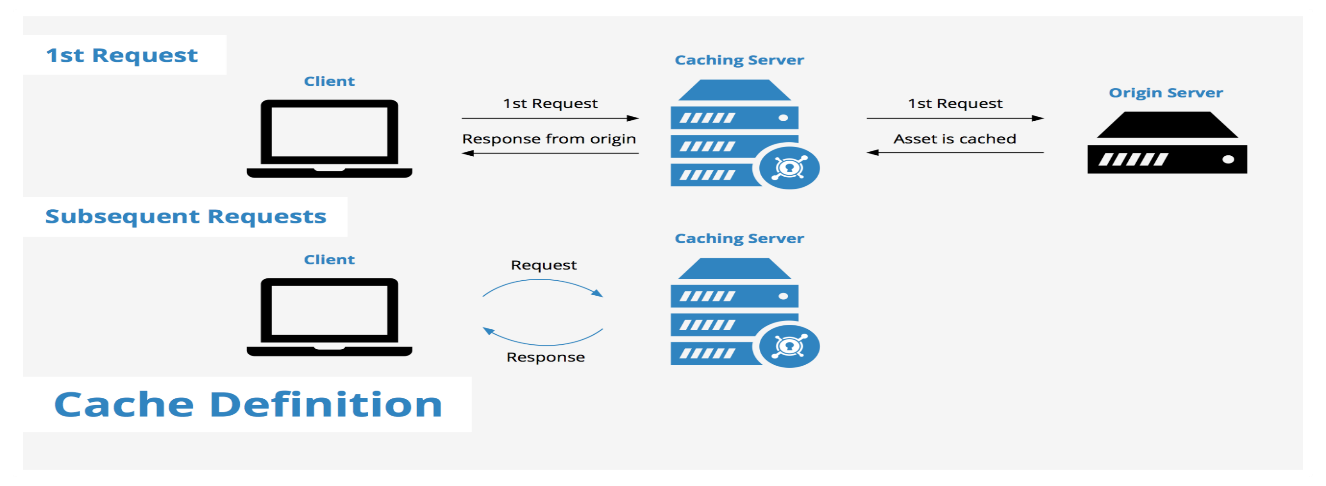 1st Request
Client
Caching Server
Origin Server
1st Request
Response from origin
1st Request
Asset is cached
Subsequent Requests
Client
Caching Server
Request
Response
Cache Definition